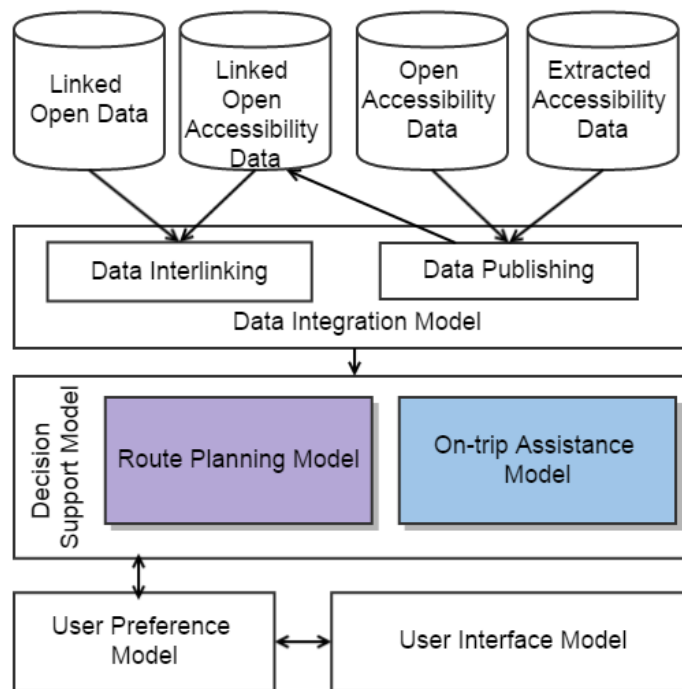 Linked
Open Data
Linked
Open
Accessibility
Data
Open
Accessibility
Data
Extracted
Accessibility
Data
Data Interlinking
Data Publishing
Data Integration Model
Decision
Support Model
Route Planning Model
On-trip Assistance
Model
User Preference
Model
User Interface Model